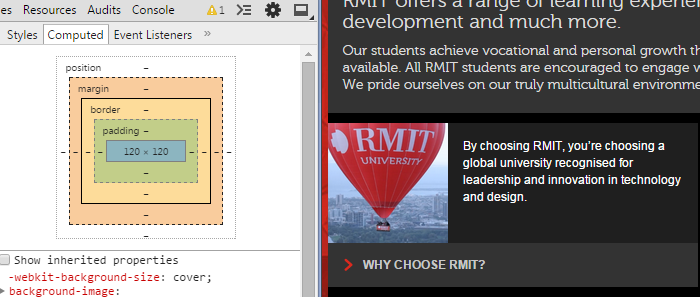 es Resources Audits Console 1
Styles Computed Event Listeners »
position –
margin –
border –
padding –
– – – – 120 × 120 – – – –
–
–
–
–
Show inherited properties
-webkit-background-size: cover;
background-image:
RMIT offers a range of learning experien
development and much more.
Our students achieve vocational and personal growth th
available. All RMIT students are encouraged to engage w
We pride ourselves on our truly multicultural environme
RMIT
UNIVERSITY
By choosing RMIT, you're choosing a
global university recognised for
leadership and innovation in technology
and design.
WHY CHOOSE RMIT?